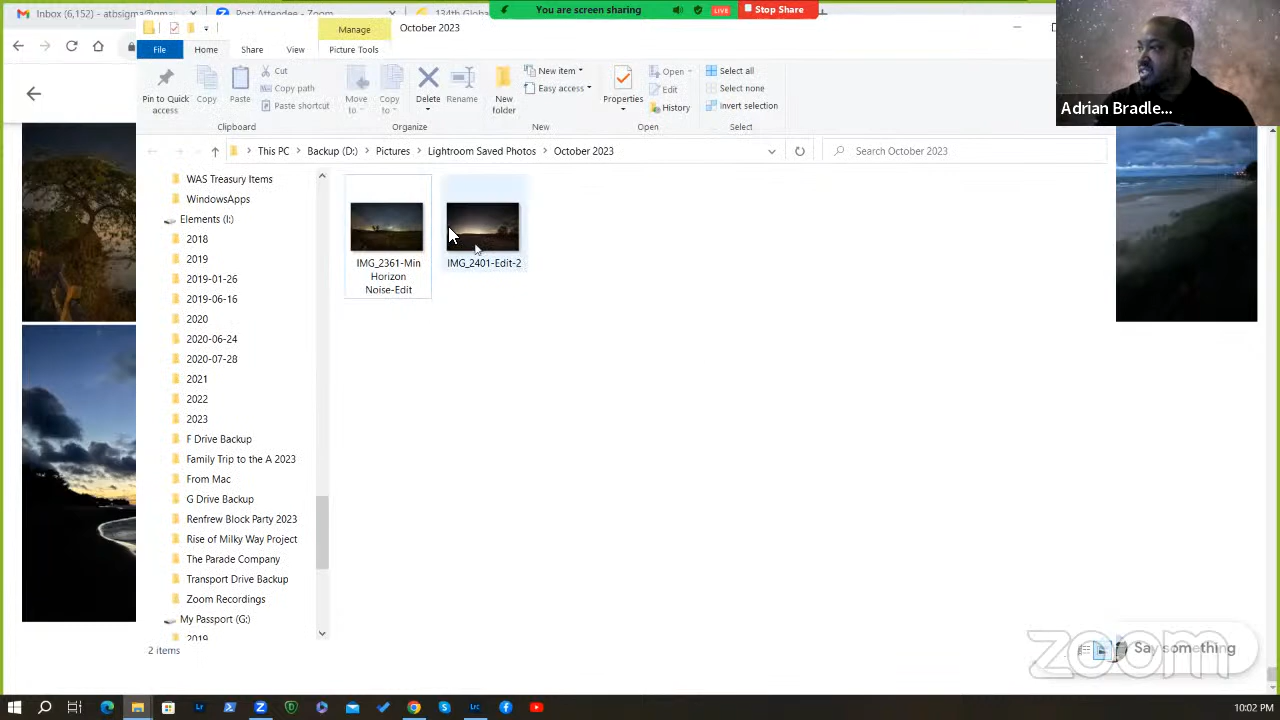 You are screen sharing
LIVE
Stop Share
Inbox (6,152) - atbsigm
Post Attendee - Zoom
134th Global
Manage
October 2023
File
Home
Share
View
Picture Tools
Pin to Quick access
Copy
Paste
Cut
Copy path
Paste shortcut
Clipboard
Move to
Copy to
Delete
Rename
Organize
New folder
New item
Easy access
New
Properties
Open
Edit
History
Open
Select all
Select none
Invert selection
Select
Adrian Bradle...
This PC
Backup (D:)
Pictures
Lightroom Saved Photos
October 2023
Search October 2023
WAS Treasury Items
WindowsApps
Elements (I:)
2018
2019
2019-01-26
2019-06-16
2020
2020-06-24
2020-07-28
2021
2022
2023
F Drive Backup
Family Trip to the A 2023
From Mac
G Drive Backup
Renfrew Block Party 2023
Rise of Milky Way Project
The Parade Company
Transport Drive Backup
Zoom Recordings
My Passport (G:)
2019
IMG_2361-Min
Horizon
Noise-Edit
IMG_2401-Edit-2
2 items
Say something
zoom
Lr
Lrc
10:02 PM